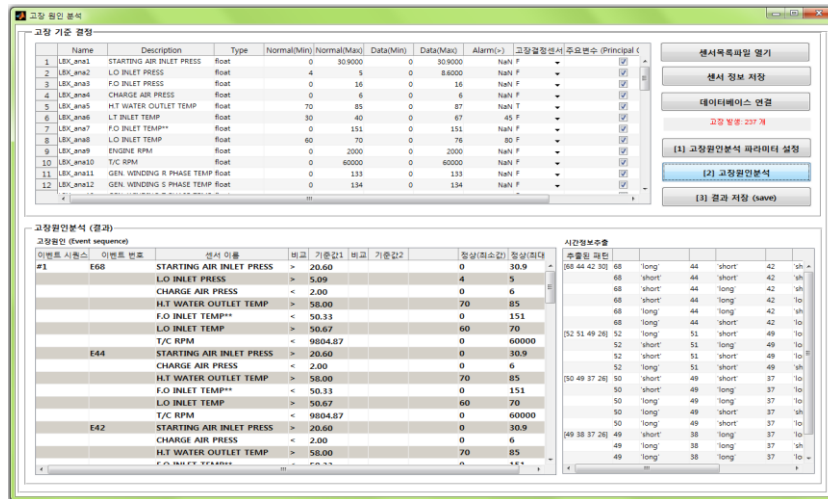 고장 원인 분석
고장 기준 결정
Name Description Type Normal(Min) Normal(Max) Data(Min) Data(Max) Alarm(>) 고장결정센서 주요변수 (Principal C
1 LBX_ana1 STARTING AIR INLET PRESS float 0 30.9000 0 30.9000 NaN F
2 LBX_ana2 L.O INLET PRESS float 4 5 0 8.6000 NaN F
3 LBX_ana3 F.O INLET PRESS float 0 16 0 16 NaN F
4 LBX_ana4 CHARGE AIR PRESS float 0 6 0 6 NaN F
5 LBX_ana5 H.T WATER OUTLET TEMP float 70 85 0 87 NaN T
6 LBX_ana6 L.T INLET TEMP float 30 40 0 67 45 F
7 LBX_ana7 F.O INLET TEMP** float 0 151 0 151 NaN F
8 LBX_ana8 L.O INLET TEMP float 60 70 0 76 80 F
9 LBX_ana9 ENGINE RPM float 0 2000 0 2000 NaN F
10 LBX_ana10 T/C RPM float 0 60000 0 60000 NaN F
11 LBX_ana11 GEN. WINDING R PHASE TEMP float 0 133 0 133 NaN F
12 LBX_ana12 GEN. WINDING S PHASE TEMP float 0 134 0 134 NaN F
센서목록파일 열기
센서 정보 저장
데이터베이스 연결
고장 발생: 237 개
[1] 고장원인분석 파라미터 설정
[2] 고장원인분석
[3] 결과 저장 (save)
고장원인분석 (결과)
고장원인 (Event sequence)
이벤트 시퀀스 이벤트 번호 센서 이름 비교 기준값1 비교 기준값2 정상(최소값) 정상(최대
#1 E68 STARTING AIR INLET PRESS > 20.60 0 30.9
L.O INLET PRESS > 5.09 4 5
CHARGE AIR PRESS < 2.00 0 6
H.T WATER OUTLET TEMP > 58.00 70 85
F.O INLET TEMP** < 50.33 0 151
L.O INLET TEMP > 50.67 60 70
T/C RPM < 9804.87 0 60000
E44 STARTING AIR INLET PRESS > 20.60 0 30.9
CHARGE AIR PRESS < 2.00 0 6
H.T WATER OUTLET TEMP > 58.00 70 85
F.O INLET TEMP** < 50.33 0 151
L.O INLET TEMP > 50.67 60 70
T/C RPM < 9804.87 0 60000
E42 STARTING AIR INLET PRESS > 20.60 0 30.9
CHARGE AIR PRESS < 2.00 0 6
H.T WATER OUTLET TEMP > 58.00 70 85
시간정보추출
추출된 패턴
[68 44 42 30] 68 'long' 44 'short' 42 'sh
68 'short' 44 'short' 42 'sh
68 'short' 44 'short' 42 'lo
68 'short' 44 'long' 42 'sh
68 'short' 44 'long' 42 'lo
68 'short' 44 'short' 42 'lo
[52 51 49 26] 52 'long' 51 'short' 49 'lo
52 'short' 51 'short' 49 'lo
52 'short' 51 'long' 49 'lo
[50 49 37 26] 50 'short' 49 'short' 37 'lo
50 'short' 49 'long' 37 'lo
50 'short' 49 'short' 37 'sh
50 'long' 49 'short' 37 'lo
[49 38 37 26] 49 'short' 38 'long' 37 'lo
49 'long' 38 'short' 37 'sh
49 'long' 38 'long' 37 'lo